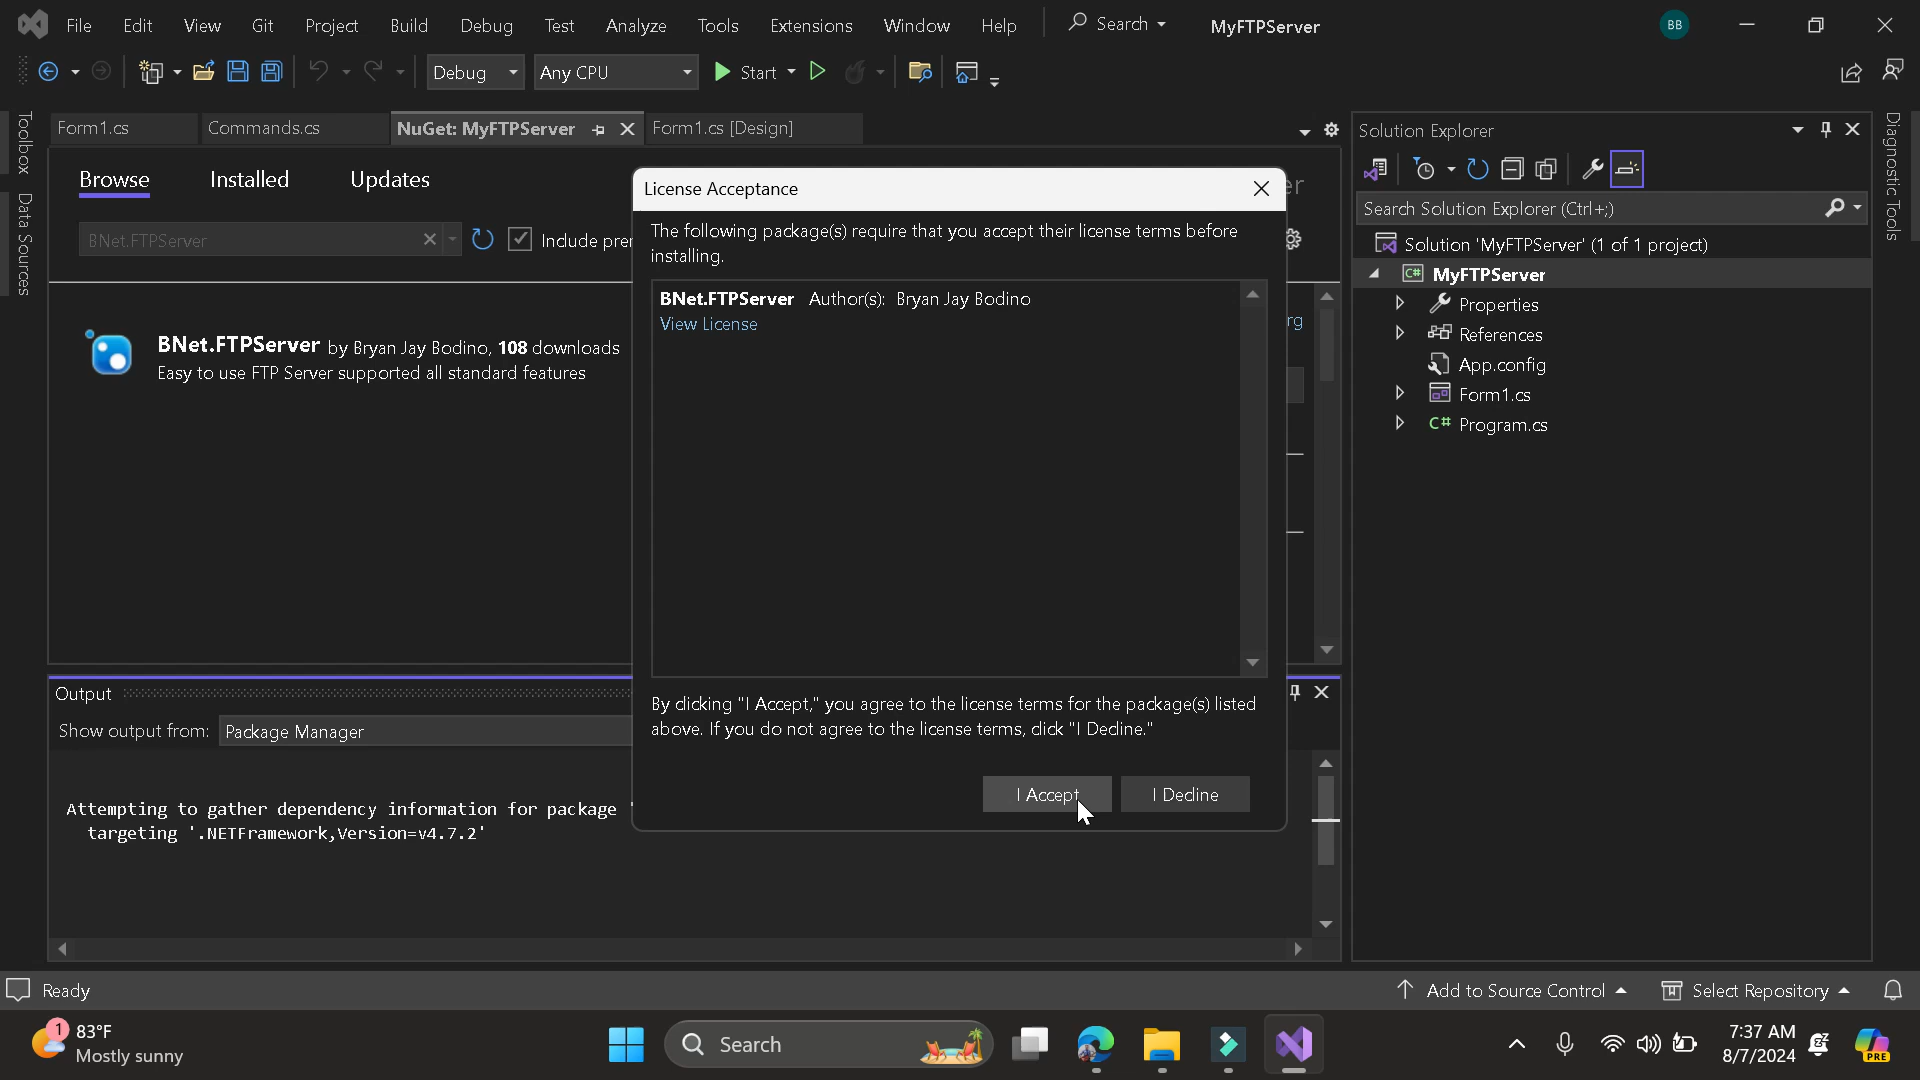 File Edit View Git Project Build Debug Test Analyze Tools Extensions Window Help Search MyFTPServer BB
Debug Any CPU Start
Form1.cs Commands.cs NuGet: MyFTPServer Form1.cs [Design]
Toolbox
Data Sources
Browse Installed Updates
BNet.FTPServer Include prer
BNet.FTPServer by Bryan Jay Bodino, 108 downloads
Easy to use FTP Server supported all standard features
License Acceptance
The following package(s) require that you accept their license terms before
installing.
BNet.FTPServer Author(s): Bryan Jay Bodino
View License
By clicking "I Accept," you agree to the license terms for the package(s) listed
above. If you do not agree to the license terms, click "I Decline."
I Accept I Decline
er
rg
Output
Show output from: Package Manager
Attempting to gather dependency information for package '
targeting '.NETFramework,Version=v4.7.2'
Solution Explorer
Search Solution Explorer (Ctrl+;)
Solution 'MyFTPServer' (1 of 1 project)
C# MyFTPServer
Properties
References
App.config
Form1.cs
C# Program.cs
Diagnostic Tools
Ready Add to Source Control Select Repository
1 83°F
Mostly sunny
Search
7:37 AM
8/7/2024
PRE